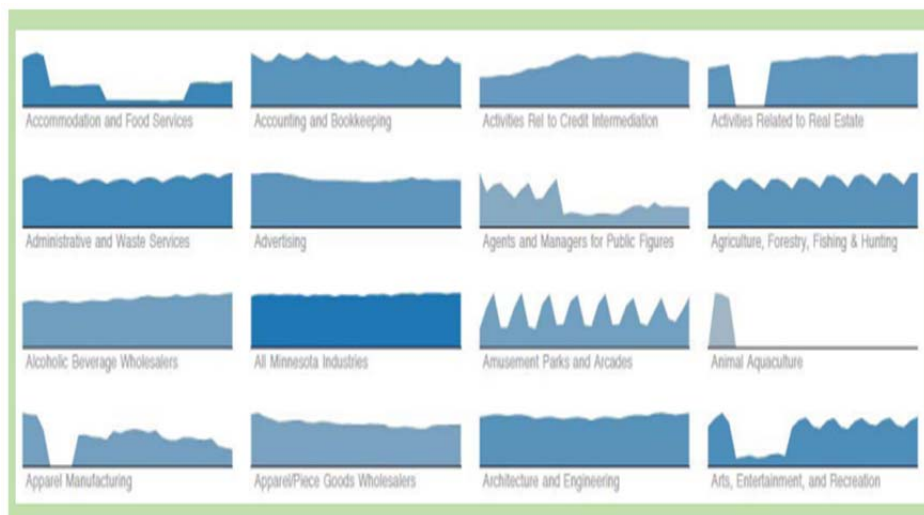 Accommodation and Food Services
Accounting and Bookkeeping
Activities Rel to Credit Intermediation
Activities Related to Real Estate
Administrative and Waste Services
Advertising
Agents and Managers for Public Figures
Agriculture, Forestry, Fishing & Hunting
Alcoholic Beverage Wholesalers
All Minnesota Industries
Amusement Parks and Arcades
Animal Aquaculture
Apparel Manufacturing
Apparel/Piece Goods Wholesalers
Architecture and Engineering
Arts, Entertainment, and Recreation